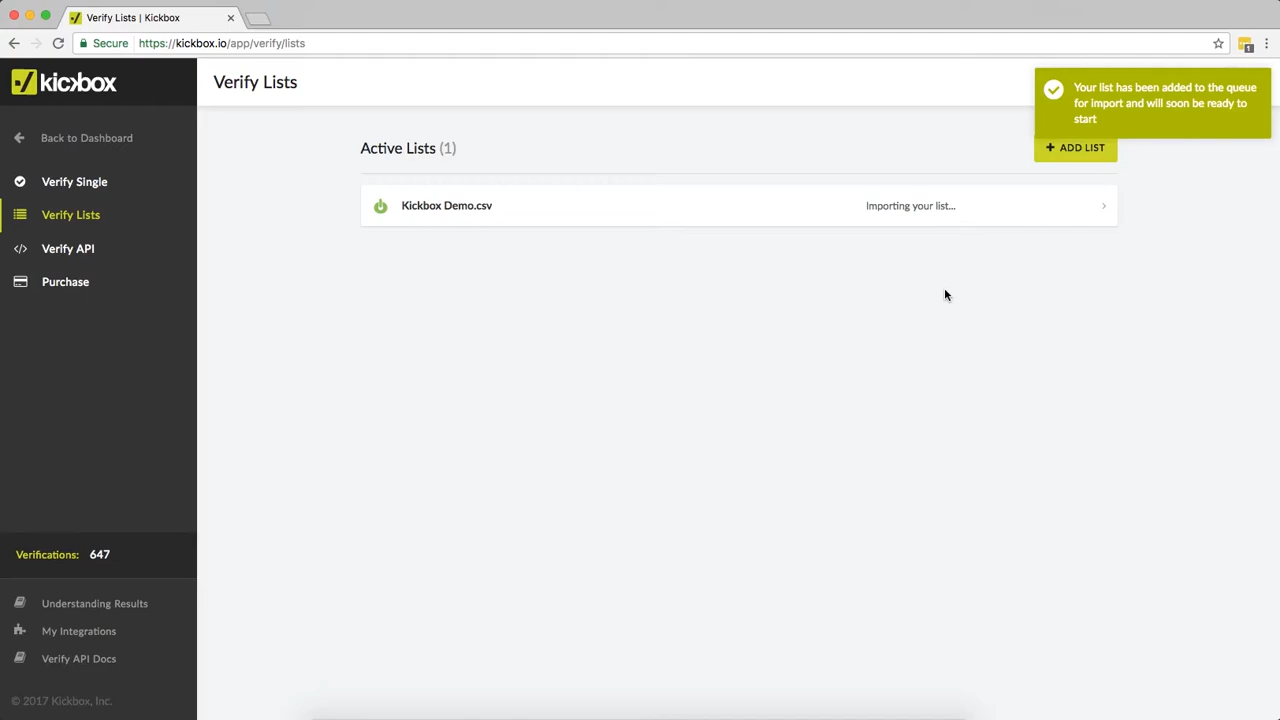 Verify Lists | Kickbox
Secure https://kickbox.io/app/verify/lists
1
kickbox
Verify Lists
Your list has been added to the queue
for import and will soon be ready to
start
Back to Dashboard
Active Lists (1)
+ ADD LIST
Verify Single
Kickbox Demo.csv
Importing your list...
Verify Lists
Verify API
Purchase
Verifications: 647
Understanding Results
My Integrations
Verify API Docs
© 2017 Kickbox, Inc.